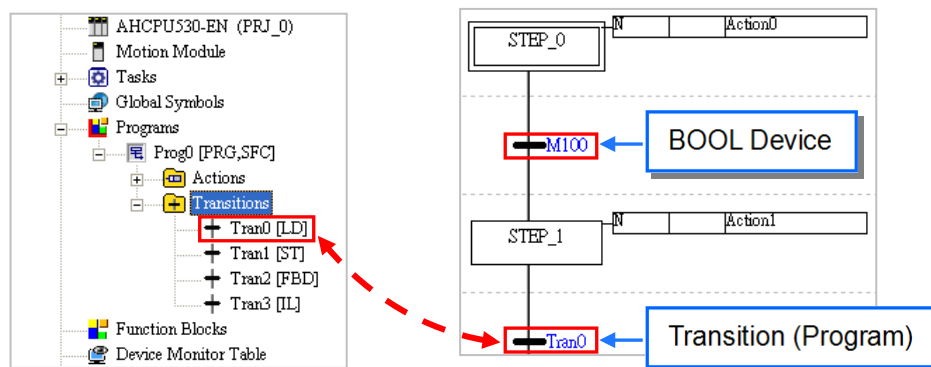 AHCPU530-EN (PRJ_0)
Motion Module
Tasks
Global Symbols
Programs
Prog0 [PRG,SFC]
Actions
Transitions
Tran0 [LD]
Tran1 [ST]
Tran2 [FBD]
Tran3 [IL]
Function Blocks
Device Monitor Table
STEP_0
N Action0
M100
BOOL Device
STEP_1
N Action1
Tran0
Transition (Program)